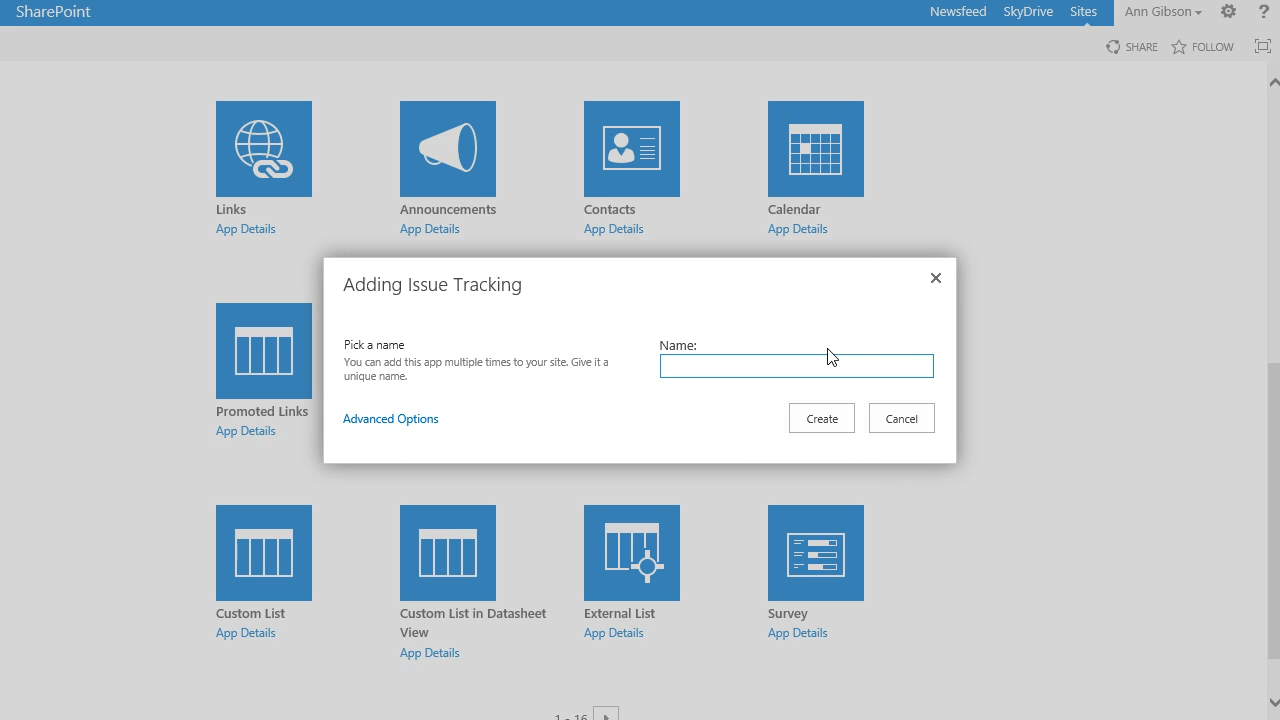 SharePoint
Newsfeed SkyDrive Sites Ann Gibson ?
SHARE FOLLOW
Links Announcements Contacts Calendar
App Details App Details App Details App Details
Adding Issue Tracking
Pick a name
You can add this app multiple times to your site. Give it a
unique name.
Name:
Advanced Options
Create Cancel
Promoted Links
App Details
Custom List Custom List in Datasheet External List Survey
View
App Details App Details App Details App Details
1 - 16